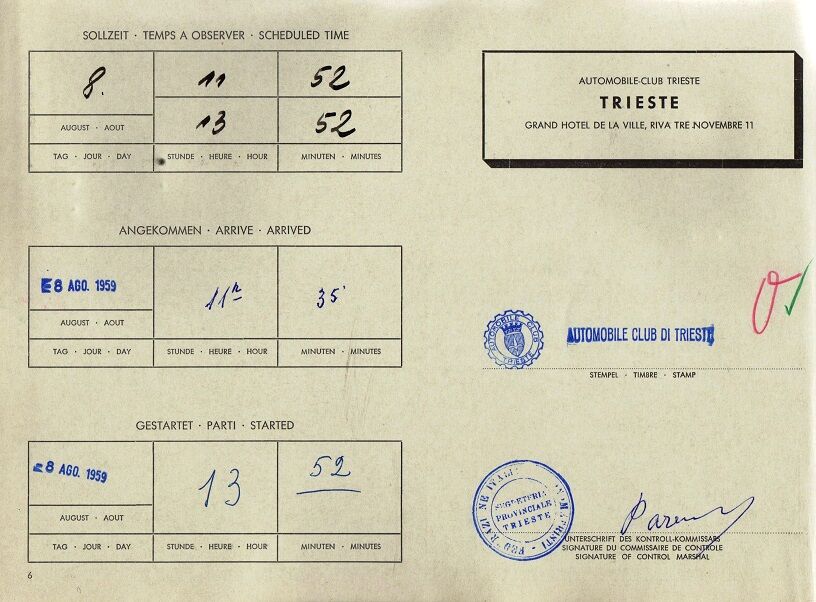 SOLLZEIT · TEMPS A OBSERVER · SCHEDULED TIME
8. 11 52
13 52
AUGUST · AOUT
TAG · JOUR · DAY STUNDE · HEURE · HOUR MINUTEN · MINUTES
AUTOMOBILE-CLUB TRIESTE
TRIESTE
GRAND HOTEL DE LA VILLE, RIVA TRE NOVEMBRE 11
ANGEKOMMEN · ARRIVE · ARRIVED
8 AGO. 1959 11h 35'
AUGUST · AOUT
TAG · JOUR · DAY STUNDE · HEURE · HOUR MINUTEN · MINUTES
AUTOMOBILE CLUB
TRIESTE
AUTOMOBILE CLUB DI TRIESTE
STEMPEL · TIMBRE · STAMP
GESTARTET · PARTI · STARTED
8 AGO. 1959 13 52
AUGUST · AOUT
TAG · JOUR · DAY STUNDE · HEURE · HOUR MINUTEN · MINUTES
SEGRETERIA
PROVINCIALE
TRIESTE
UNTERSCHRIFT DES KONTROLL-KOMMISSARS
SIGNATURE DU COMMISSAIRE DE CONTROLE
SIGNATURE OF CONTROL MARSHAL
6